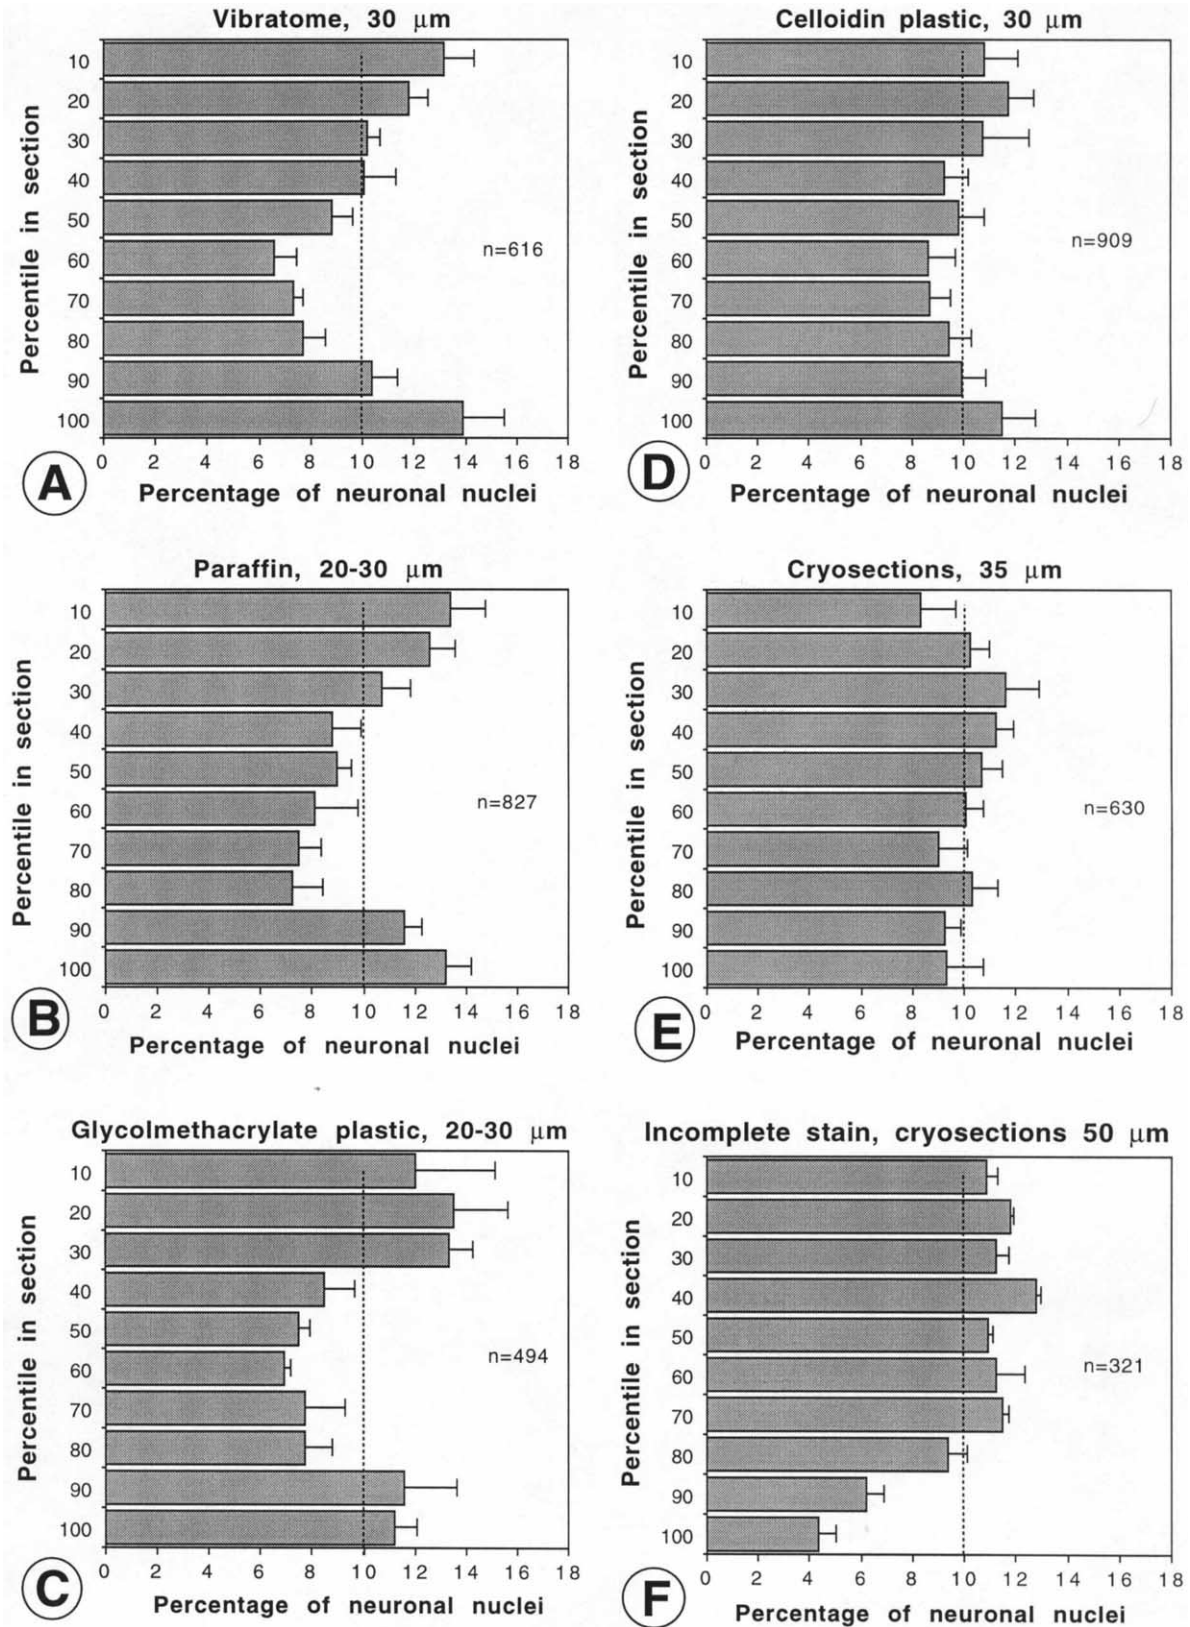 Vibratome, 30 μm
Percentile in section
10
20
30
40
50
60
70
80
90
100
n=616
0 2 4 6 8 10 12 14 16 18
A
Percentage of neuronal nuclei
Celloidin plastic, 30 μm
Percentile in section
10
20
30
40
50
60
70
80
90
100
n=909
0 2 4 6 8 10 12 14 16 18
D
Percentage of neuronal nuclei
Paraffin, 20-30 μm
Percentile in section
10
20
30
40
50
60
70
80
90
100
n=827
0 2 4 6 8 10 12 14 16 18
B
Percentage of neuronal nuclei
Cryosections, 35 μm
Percentile in section
10
20
30
40
50
60
70
80
90
100
n=630
0 2 4 6 8 10 12 14 16 18
E
Percentage of neuronal nuclei
Glycolmethacrylate plastic, 20-30 μm
Percentile in section
10
20
30
40
50
60
70
80
90
100
n=494
0 2 4 6 8 10 12 14 16 18
C
Percentage of neuronal nuclei
Incomplete stain, cryosections 50 μm
Percentile in section
10
20
30
40
50
60
70
80
90
100
n=321
0 2 4 6 8 10 12 14 16 18
F
Percentage of neuronal nuclei